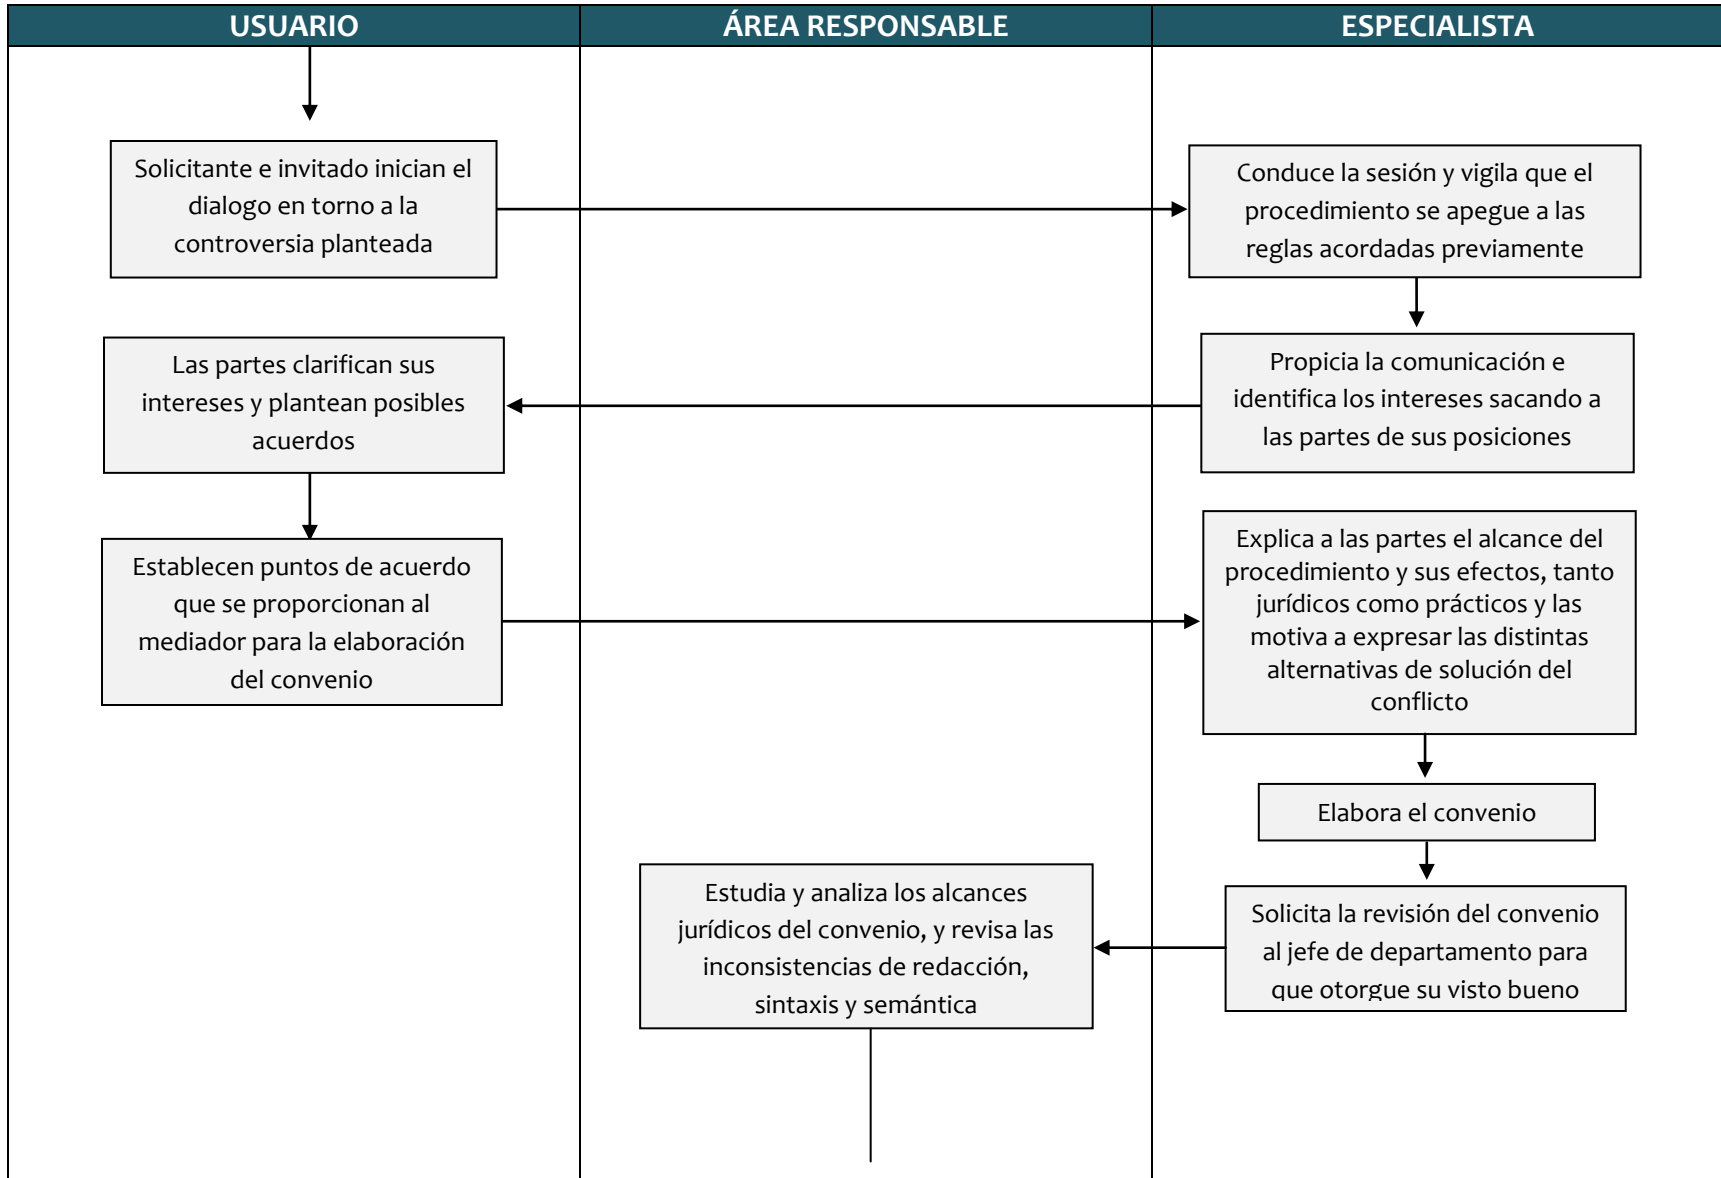 USUARIO
ÁREA RESPONSABLE
ESPECIALISTA
Solicitante e invitado inician el
dialogo en torno a la
controversia planteada
Conduce la sesión y vigila que el
procedimiento se apegue a las
reglas acordadas previamente
Propicia la comunicación e
identifica los intereses sacando a
las partes de sus posiciones
Las partes clarifican sus
intereses y plantean posibles
acuerdos
Establecen puntos de acuerdo
que se proporcionan al
mediador para la elaboración
del convenio
Explica a las partes el alcance del
procedimiento y sus efectos, tanto
jurídicos como prácticos y las
motiva a expresar las distintas
alternativas de solución del
conflicto
Elabora el convenio
Solicita la revisión del convenio
al jefe de departamento para
que otorgue su visto bueno
Estudia y analiza los alcances
jurídicos del convenio, y revisa las
inconsistencias de redacción,
sintaxis y semántica